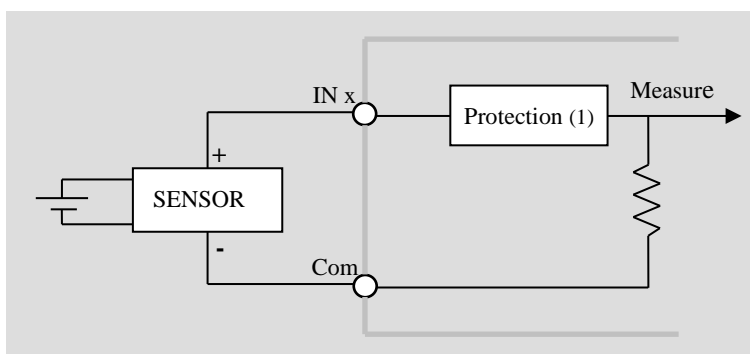 IN x
Measure
Protection (1)
+
SENSOR
-
Com